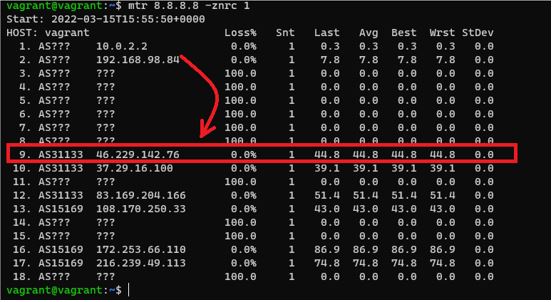 vagrant@vagrant:~$ mtr 8.8.8.8 -znrc 1
Start: 2022-03-15T15:55:50+0000
HOST: vagrant Loss% Snt Last Avg Best Wrst StDev
1. AS??? 10.0.2.2 0.0% 1 0.3 0.3 0.3 0.3 0.0
2. AS??? 192.168.98.84 0.0% 1 7.8 7.8 7.8 7.8 0.0
3. AS??? ??? 100.0 1 0.0 0.0 0.0 0.0 0.0
4. AS??? ??? 100.0 1 0.0 0.0 0.0 0.0 0.0
5. AS??? ??? 100.0 1 0.0 0.0 0.0 0.0 0.0
6. AS??? ??? 100.0 1 0.0 0.0 0.0 0.0 0.0
7. AS??? ??? 100.0 1 0.0 0.0 0.0 0.0 0.0
8. AS??? ??? 100.0 1 0.0 0.0 0.0 0.0 0.0
9. AS31133 46.229.142.76 0.0% 1 44.8 44.8 44.8 44.8 0.0
10. AS31133 37.29.16.100 0.0% 1 39.1 39.1 39.1 39.1 0.0
11. AS??? ??? 100.0 1 0.0 0.0 0.0 0.0 0.0
12. AS31133 83.169.204.166 0.0% 1 51.4 51.4 51.4 51.4 0.0
13. AS15169 108.170.250.33 0.0% 1 43.0 43.0 43.0 43.0 0.0
14. AS??? ??? 100.0 1 0.0 0.0 0.0 0.0 0.0
15. AS??? ??? 100.0 1 0.0 0.0 0.0 0.0 0.0
16. AS15169 172.253.66.110 0.0% 1 86.9 86.9 86.9 86.9 0.0
17. AS15169 216.239.49.113 0.0% 1 74.8 74.8 74.8 74.8 0.0
18. AS??? ??? 100.0 1 0.0 0.0 0.0 0.0 0.0
vagrant@vagrant:~$